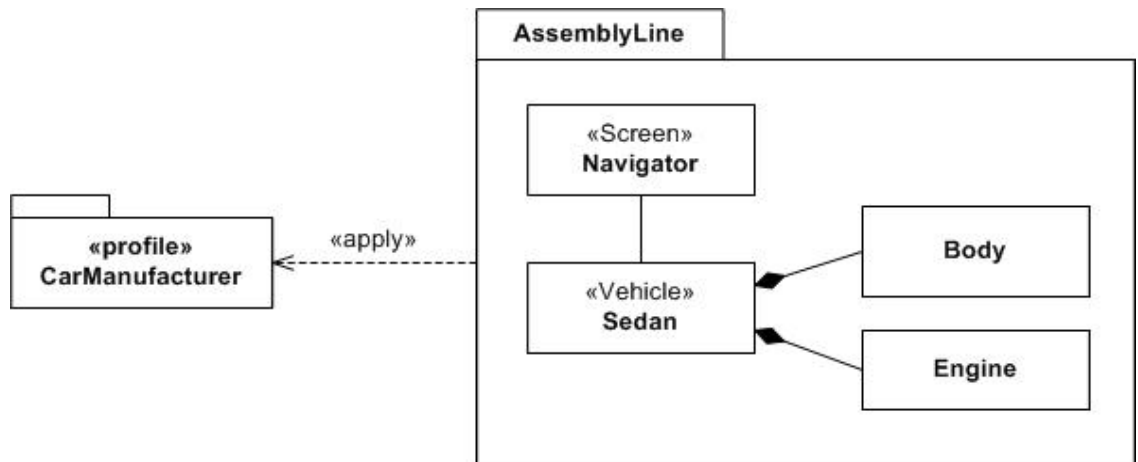 AssemblyLine
«Screen»
Navigator
«profile»
CarManufacturer
«apply»
«Vehicle»
Sedan
Body
Engine